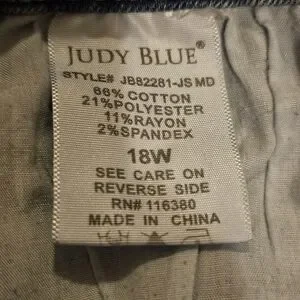 JUDY BLUE®
STYLE# JB82281-JS MD
66% COTTON
21% POLYESTER
11% RAYON
2% SPANDEX
18W
SEE CARE ON
REVERSE SIDE
RN# 116380
MADE IN CHINA